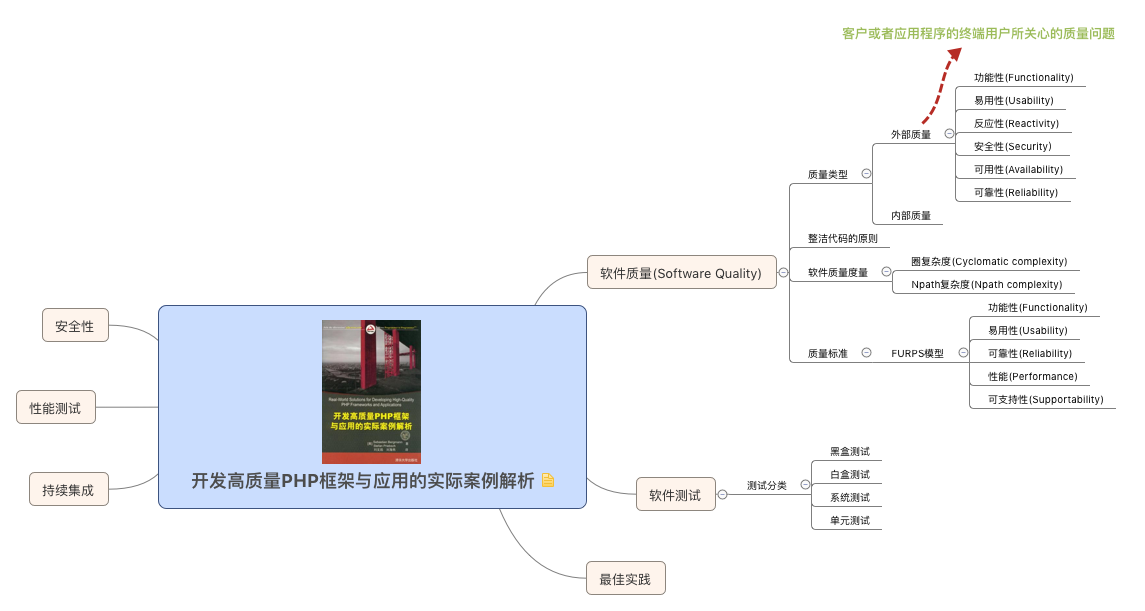 客户或者应用程序的终端用户所关心的质量问题
功能性(Functionality)
易用性(Usability)
反应性(Reactivity)
外部质量
安全性(Security)
可用性(Availability)
质量类型
可靠性(Reliability)
内部质量
整洁代码的原则
圈复杂度(Cyclomatic complexity)
软件质量(Software Quality)
软件质量度量
Npath复杂度(Npath complexity)
功能性(Functionality)
易用性(Usability)
质量标准
FURPS模型
可靠性(Reliability)
性能(Performance)
可支持性(Supportability)
安全性
性能测试
持续集成
Real-World Solutions for Developing High-Quality
PHP Frameworks and Applications
开发高质量PHP框架
与应用的实际案例解析
开发高质量PHP框架与应用的实际案例解析
黑盒测试
白盒测试
测试分类
软件测试
系统测试
单元测试
最佳实践